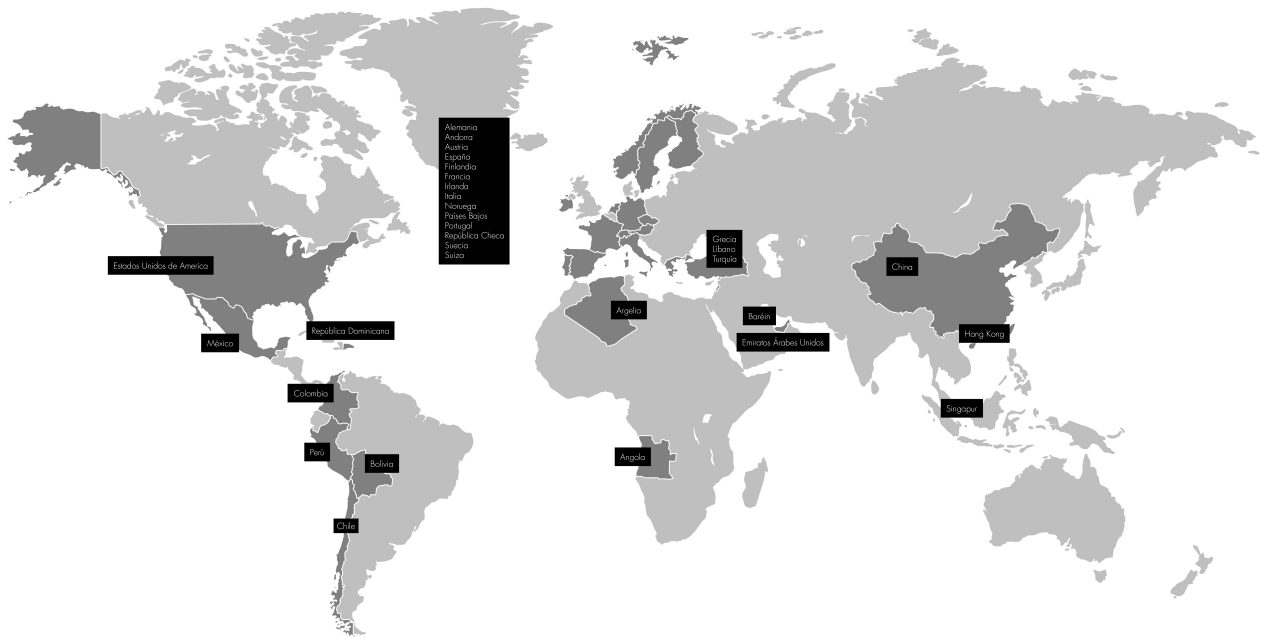 Alemania
Andorra
Austria
España
Finlandia
Francia
Irlanda
Italia
Noruega
Países Bajos
Portugal
República Checa
Suecia
Suiza
Grecia
Líbano
Turquía
Estados Unidos de America
China
Argelia
Baréin
República Dominicana
Hong Kong
México
Emiratos Árabes Unidos
Colombia
Singapur
Perú
Angola
Bolivia
Chile